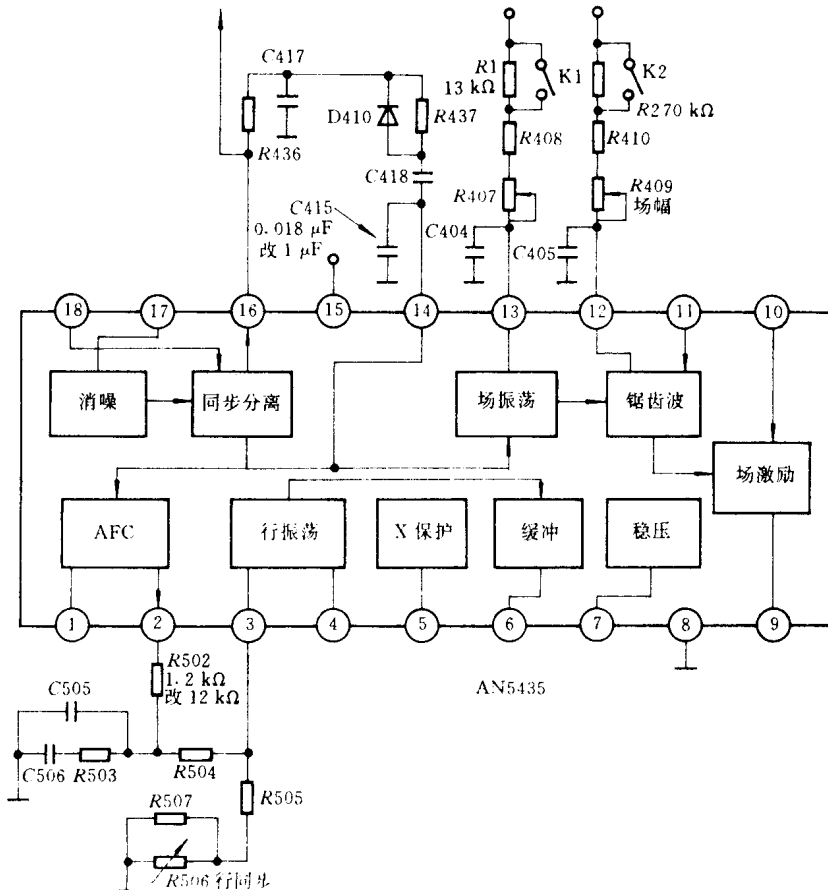 C417
R1
13 kΩ
K1
K2
D410
R437
R270 kΩ
R436
R408
R410
C418
C415
0.018 μF
改 1 μF
R407
R409
场幅
C404
C405
18
17
16
15
14
13
12
11
10
消噪
同步分离
场振荡
锯齿波
场激励
AFC
行振荡
X 保护
缓冲
稳压
1
2
3
4
5
6
7
8
9
R502
1.2 kΩ
改 12 kΩ
AN5435
C505
C506
R503
R504
R505
R507
R506 行同步